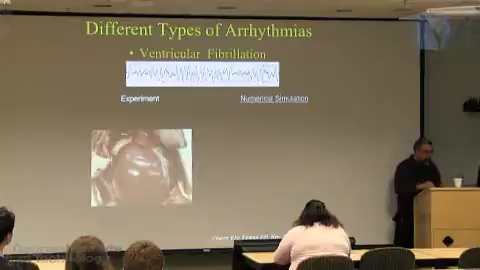 Different Types of Arrhythmias
• Ventricular Fibrillation
Experiment
Numerical Simulation